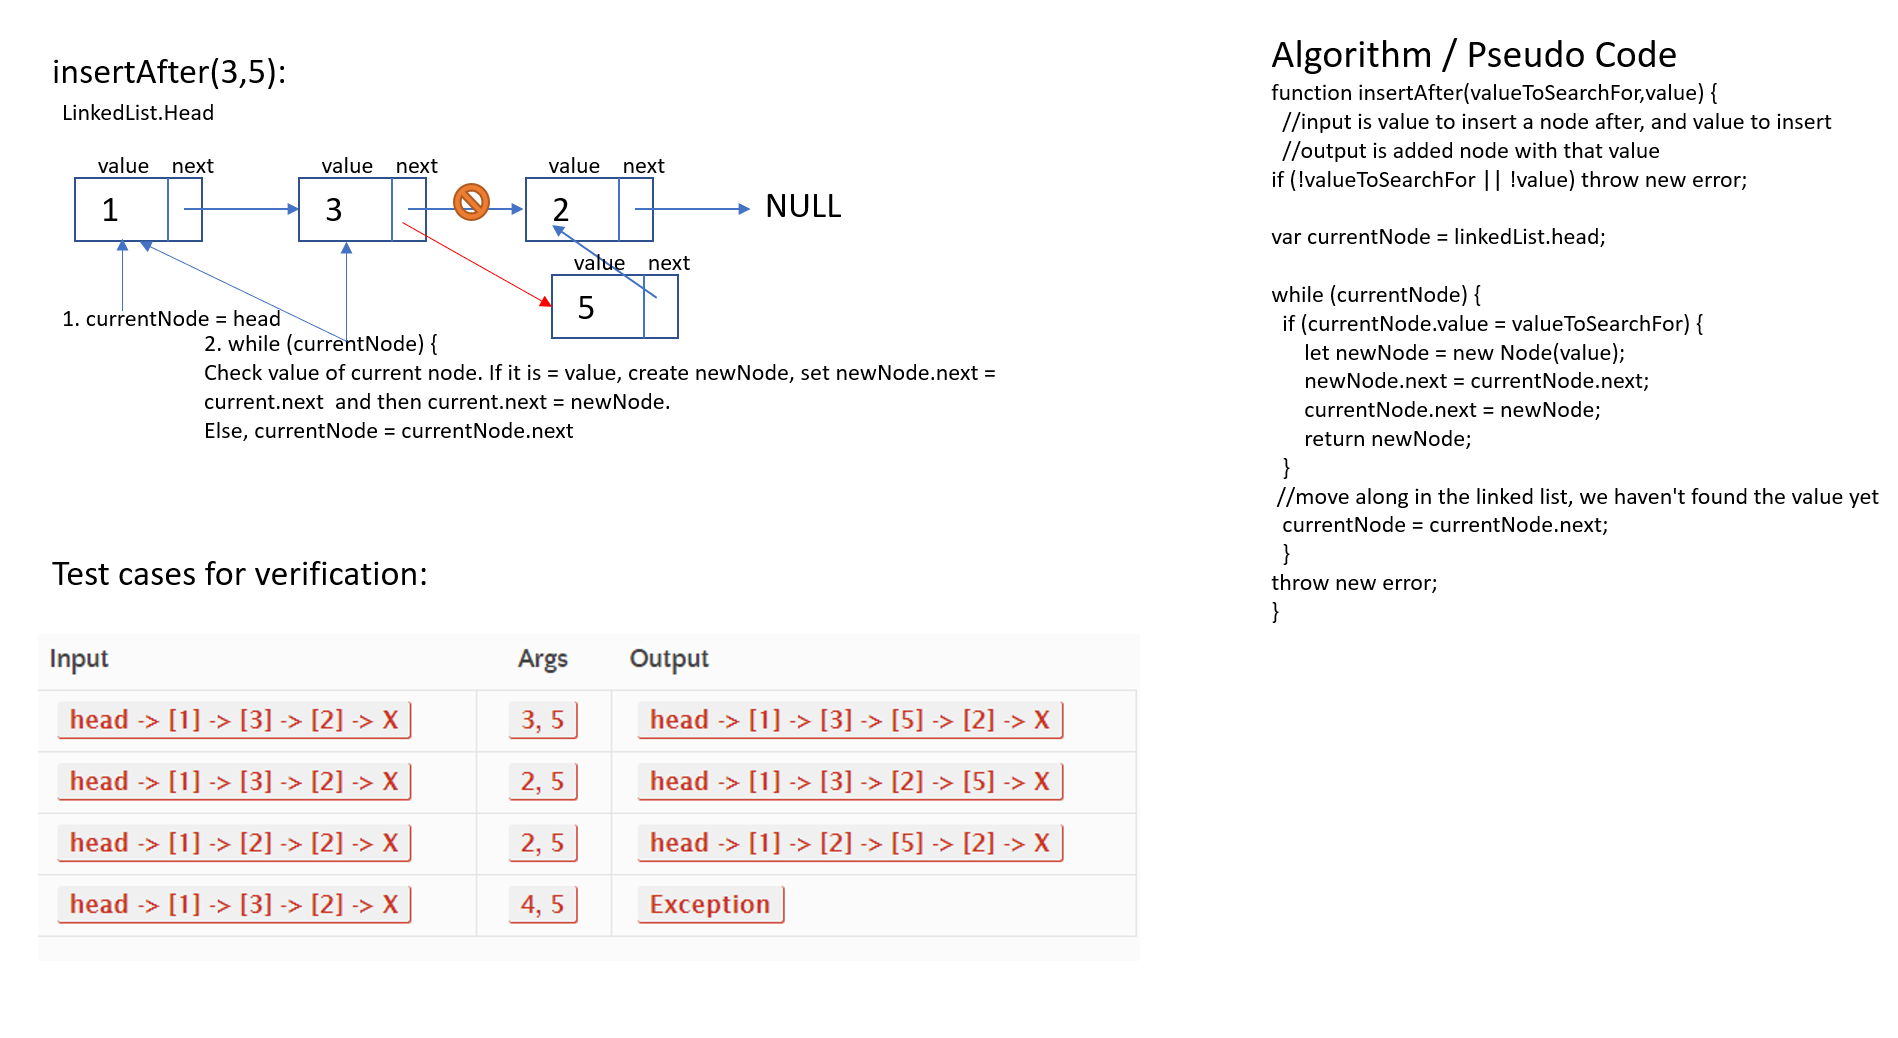 insertAfter(3,5):
LinkedList.Head
value next value next value next
1 3 2 NULL
value next
5
1. currentNode = head
2. while (currentNode) {
Check value of current node. If it is = value, create newNode, set newNode.next =
current.next  and then current.next = newNode.
Else, currentNode = currentNode.next
Algorithm / Pseudo Code
function insertAfter(valueToSearchFor,value) {
//input is value to insert a node after, and value to insert
//output is added node with that value
if (!valueToSearchFor || !value) throw new error;
var currentNode = linkedList.head;
while (currentNode) {
if (currentNode.value = valueToSearchFor) {
let newNode = new Node(value);
newNode.next = currentNode.next;
currentNode.next = newNode;
return newNode;
}
//move along in the linked list, we haven't found the value yet
currentNode = currentNode.next;
}
throw new error;
}
Test cases for verification:
Input Args Output
head -> [1] -> [3] -> [2] -> X 3, 5 head -> [1] -> [3] -> [5] -> [2] -> X
head -> [1] -> [3] -> [2] -> X 2, 5 head -> [1] -> [3] -> [2] -> [5] -> X
head -> [1] -> [2] -> [2] -> X 2, 5 head -> [1] -> [2] -> [5] -> [2] -> X
head -> [1] -> [3] -> [2] -> X 4, 5 Exception